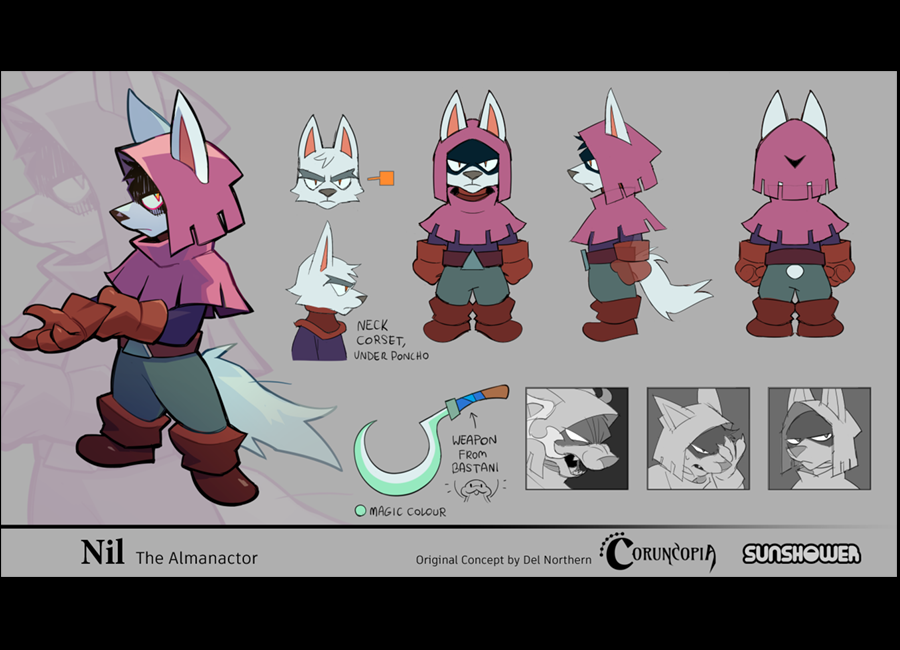 NECK
CORSET,
UNDER PONCHO
WEAPON
FROM
BASTANI
MAGIC COLOUR
Nil The Almanactor
Original Concept by Del Northern
CORUNCOPIA
SUNSHOWER